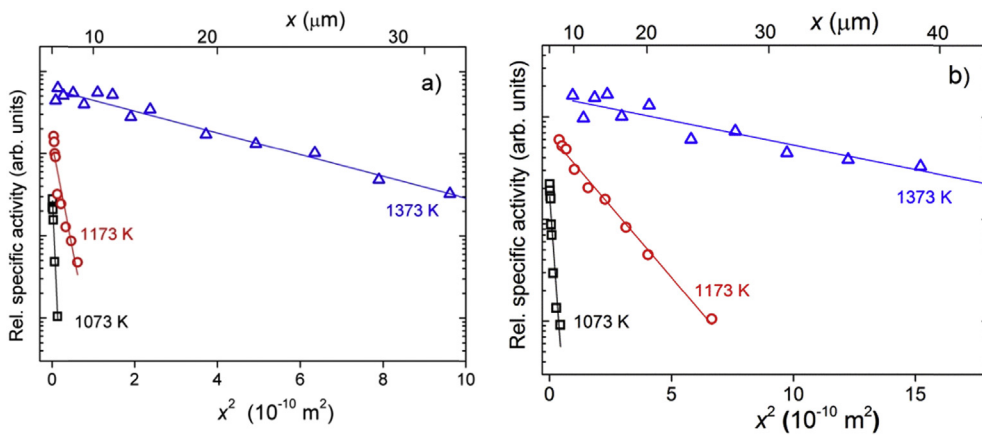 x (μm)
10 20 30
a)
Rel. specific activity (arb. units)
1373 K
1173 K
1073 K
0 2 4 6 8 10
x² (10⁻¹⁰ m²)
x (μm)
10 20 30 40
b)
Rel. specific activity (arb. units)
1373 K
1173 K
1073 K
0 5 10 15
x² (10⁻¹⁰ m²)